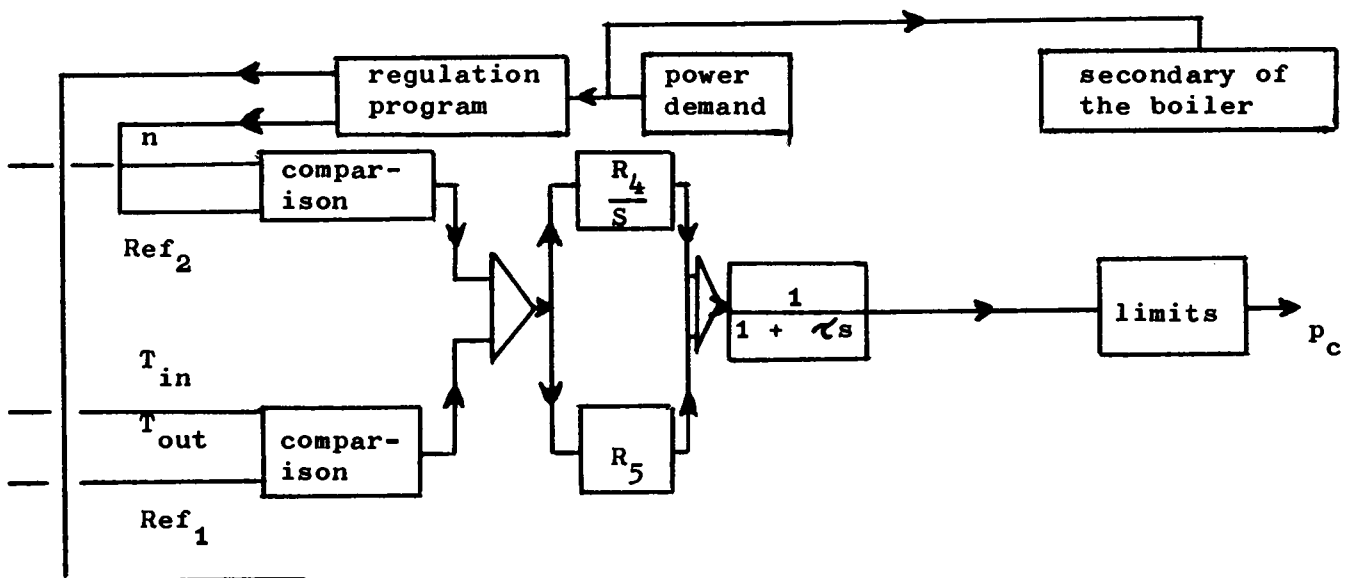 regulation
program
power
demand
secondary of
the boiler
n
compar-
ison
R4
S
Ref2
1
1 + τs
limits
pc
Tin
Tout
compar-
ison
R5
Ref1